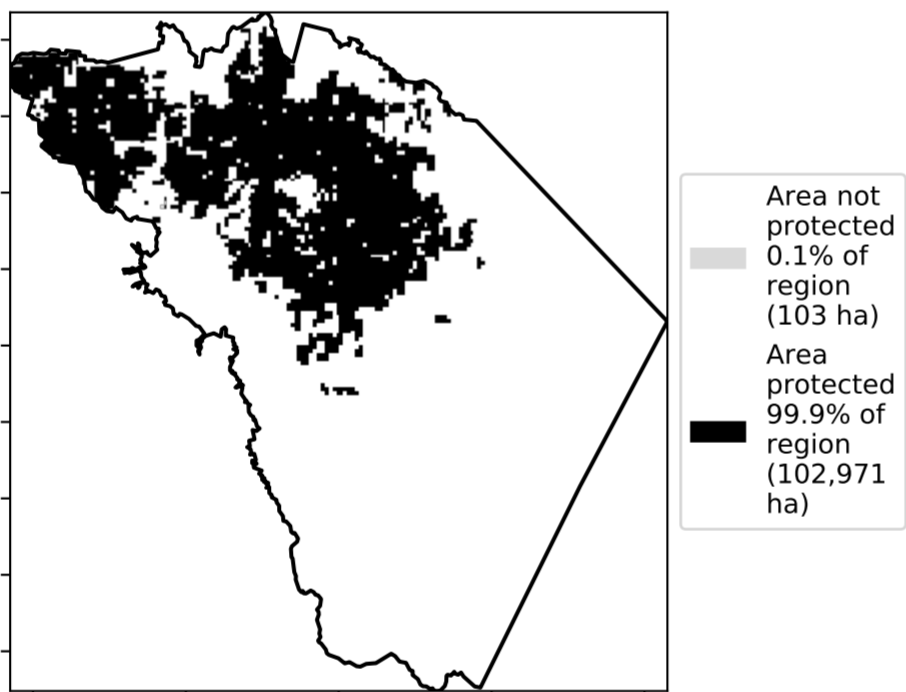 Area not
protected
0.1% of
region
(103 ha)
Area
protected
99.9% of
region
(102,971
ha)